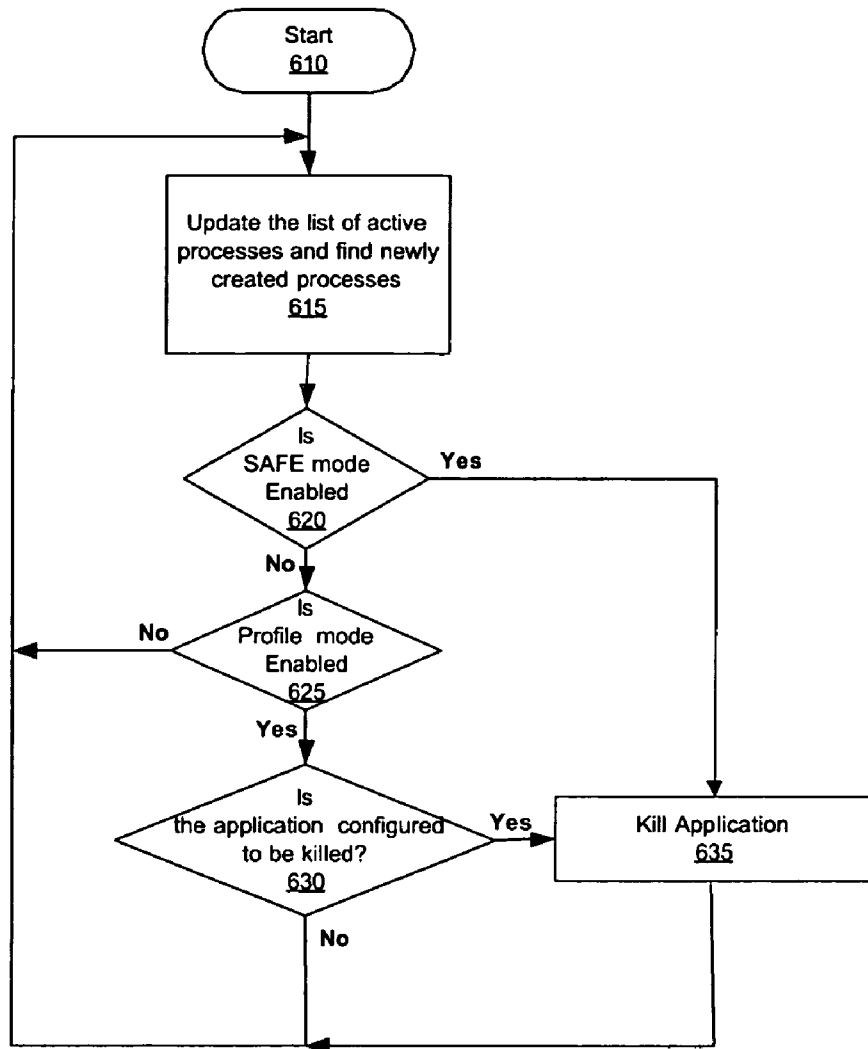 Start
610
Update the list of active
processes and find newly
created processes
615
Is
SAFE mode
Enabled
620
Yes
No
Is
Profile mode
Enabled
625
No
Yes
Is
the application configured
to be killed?
630
Yes
No
Kill Application
635